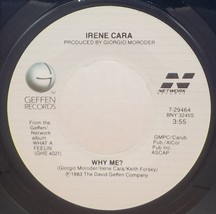 IRENE CARA
PRODUCED BY GIORGIO MORODER
GEFFEN
RECORDS
NETWORK
From the
Geffen/
Network
album
WHAT A
FEELIN'
(GHS 4021)
7-29464
3:55
GMPC/Carub
Pub./Alcor
Pub inc.
ASCAP
WHY ME?
(Giorgio Moroder/Irene Cara/Keith Forsey)
1983 The David Geffen Company